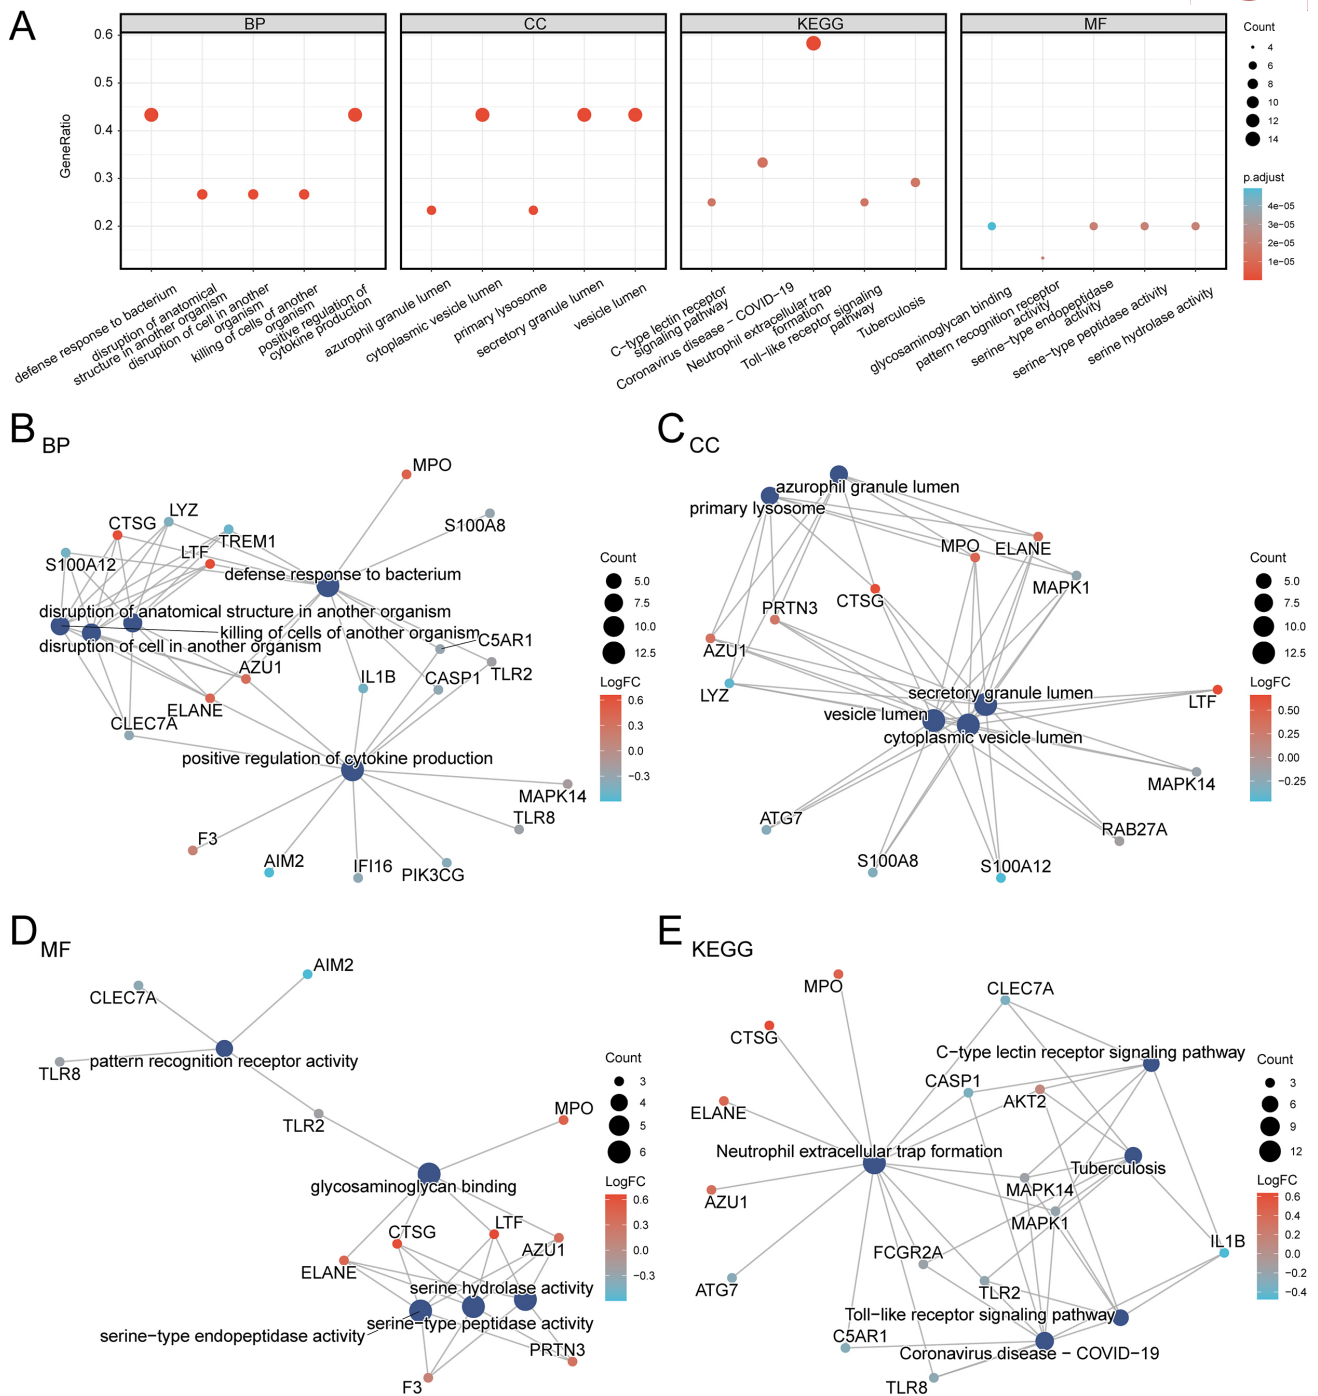 A
BP
CC
KEGG
MF
GeneRatio
0.6
0.5
0.4
0.3
0.2
defense response to bacterium
disruption of anatomical
structure in another organism
disruption of cell in another
organism
killing of cells of another
organism
positive regulation of
cytokine production
azurophil granule lumen
cytoplasmic vesicle lumen
primary lysosome
secretory granule lumen
vesicle lumen
C−type lectin receptor
signaling pathway
Coronavirus disease − COVID−19
Neutrophil extracellular trap
formation
Toll−like receptor signaling
pathway
Tuberculosis
glycosaminoglycan binding
pattern recognition receptor
activity
serine−type endopeptidase
activity
serine−type peptidase activity
serine hydrolase activity
Count
4
6
8
10
12
14
p.adjust
4e−05
3e−05
2e−05
1e−05
B
BP
MPO
S100A8
LYZ
CTSG
TREM1
LTF
S100A12
defense response to bacterium
disruption of anatomical structure in another organism
killing of cells of another organism
disruption of cell in another organism
C5AR1
TLR2
AZU1
IL1B
CASP1
ELANE
CLEC7A
positive regulation of cytokine production
MAPK14
TLR8
F3
AIM2
IFI16
PIK3CG
Count
5.0
7.5
10.0
12.5
LogFC
0.6
0.3
0.0
−0.3
C
CC
azurophil granule lumen
primary lysosome
MPO
ELANE
MAPK1
CTSG
PRTN3
AZU1
LYZ
secretory granule lumen
LTF
vesicle lumen
cytoplasmic vesicle lumen
MAPK14
ATG7
RAB27A
S100A8
S100A12
Count
5.0
7.5
10.0
12.5
LogFC
0.50
0.25
0.00
−0.25
D
MF
AIM2
CLEC7A
pattern recognition receptor activity
TLR8
TLR2
MPO
glycosaminoglycan binding
CTSG
LTF
AZU1
ELANE
serine hydrolase activity
serine−type peptidase activity
serine−type endopeptidase activity
PRTN3
F3
Count
3
4
5
6
LogFC
0.6
0.3
0.0
−0.3
E
KEGG
MPO
CLEC7A
CTSG
C−type lectin receptor signaling pathway
CASP1
AKT2
ELANE
Neutrophil extracellular trap formation
Tuberculosis
MAPK14
AZU1
MAPK1
IL1B
FCGR2A
ATG7
TLR2
Toll−like receptor signaling pathway
C5AR1
Coronavirus disease − COVID−19
TLR8
Count
3
6
9
12
LogFC
0.6
0.4
0.2
0.0
−0.2
−0.4